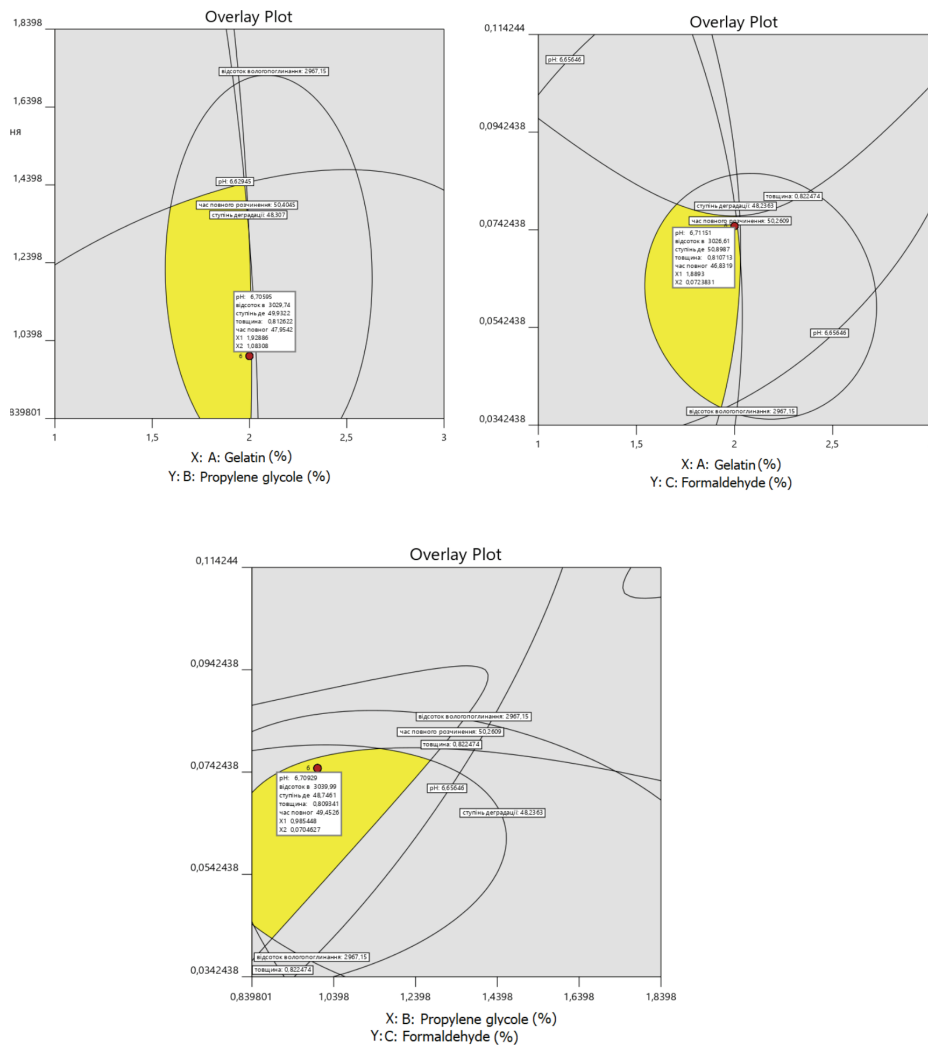 Overlay Plot
1,8398
1,6398
ня
1,4398
1,2398
1,0398
939801
1
1,5
2
2,5
3
відсоток вологопоглинання: 2967,15
pH: 6,62945
час повного розчинення: 50,4045
ступінь деградації: 48,307
pH: 6,70595
відсоток в 3029,74
ступінь де 49,9322
товщина: 0,812622
час повног 47,9542
X1 1,92886
X2 1,08308
6
X: A: Gelatin (%)
Y: B: Propylene glycole (%)
Overlay Plot
0,114244
0,0942438
0,0742438
0,0542438
0,0342438
1
1,5
2
2,5
pH: 6,65646
товщина: 0,822474
ступінь деградації: 48,2363
час повного розчинення: 50,2609
pH: 6,71151
відсоток в 3026,61
ступінь де 50,8987
товщина: 0,810713
час повног 46,8319
X1 1,8893
X2 0,0723831
pH: 6,65646
відсоток вологопоглинання: 2967,15
X: A: Gelatin (%)
Y: C: Formaldehyde (%)
Overlay Plot
0,114244
0,0942438
0,0742438
0,0542438
0,0342438
0,839801
1,0398
1,2398
1,4398
1,6398
1,8398
відсоток вологопоглинання: 2967,15
час повного розчинення: 50,2609
товщина: 0,822474
6
pH: 6,70929
відсоток в 3039,99
ступінь де 48,7461
товщина: 0,809341
час повног 49,4526
X1 0,985448
X2 0,0704627
pH: 6,65646
ступінь деградації: 48,2363
відсоток вологопоглинання: 2967,15
товщина: 0,822474
X: B: Propylene glycole (%)
Y: C: Formaldehyde (%)